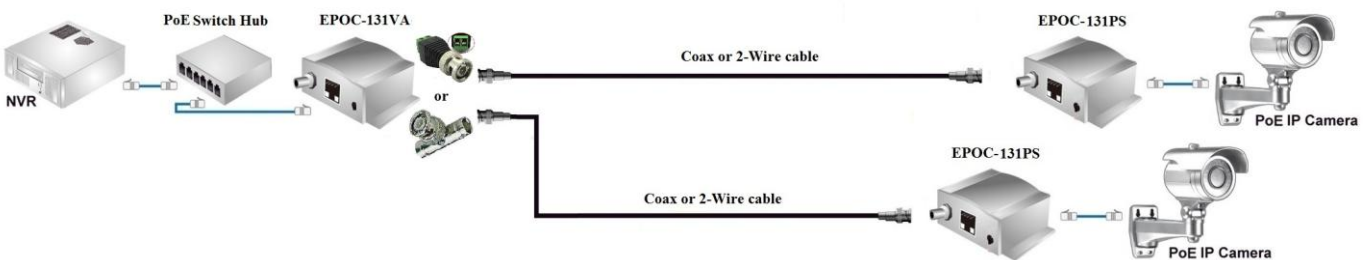 PoE Switch Hub
EPOC-131VA
EPOC-131PS
Coax or 2-Wire cable
or
NVR
PoE IP Camera
EPOC-131PS
Coax or 2-Wire cable
PoE IP Camera